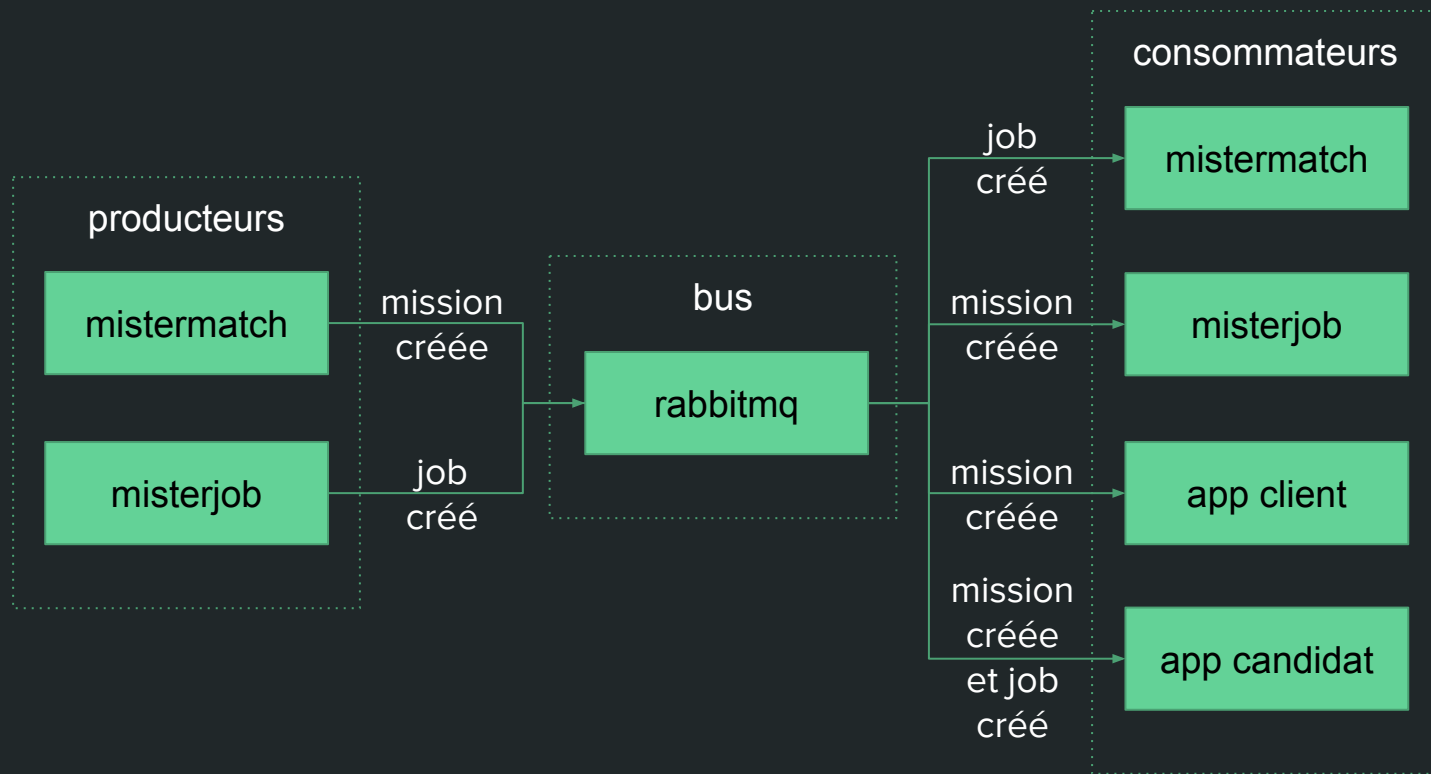 producteurs
mistermatch
misterjob
mission
créée
job
créé
bus
rabbitmq
job
créé
mission
créée
mission
créée
mission
créée
et job
créé
consommateurs
mistermatch
misterjob
app client
app candidat